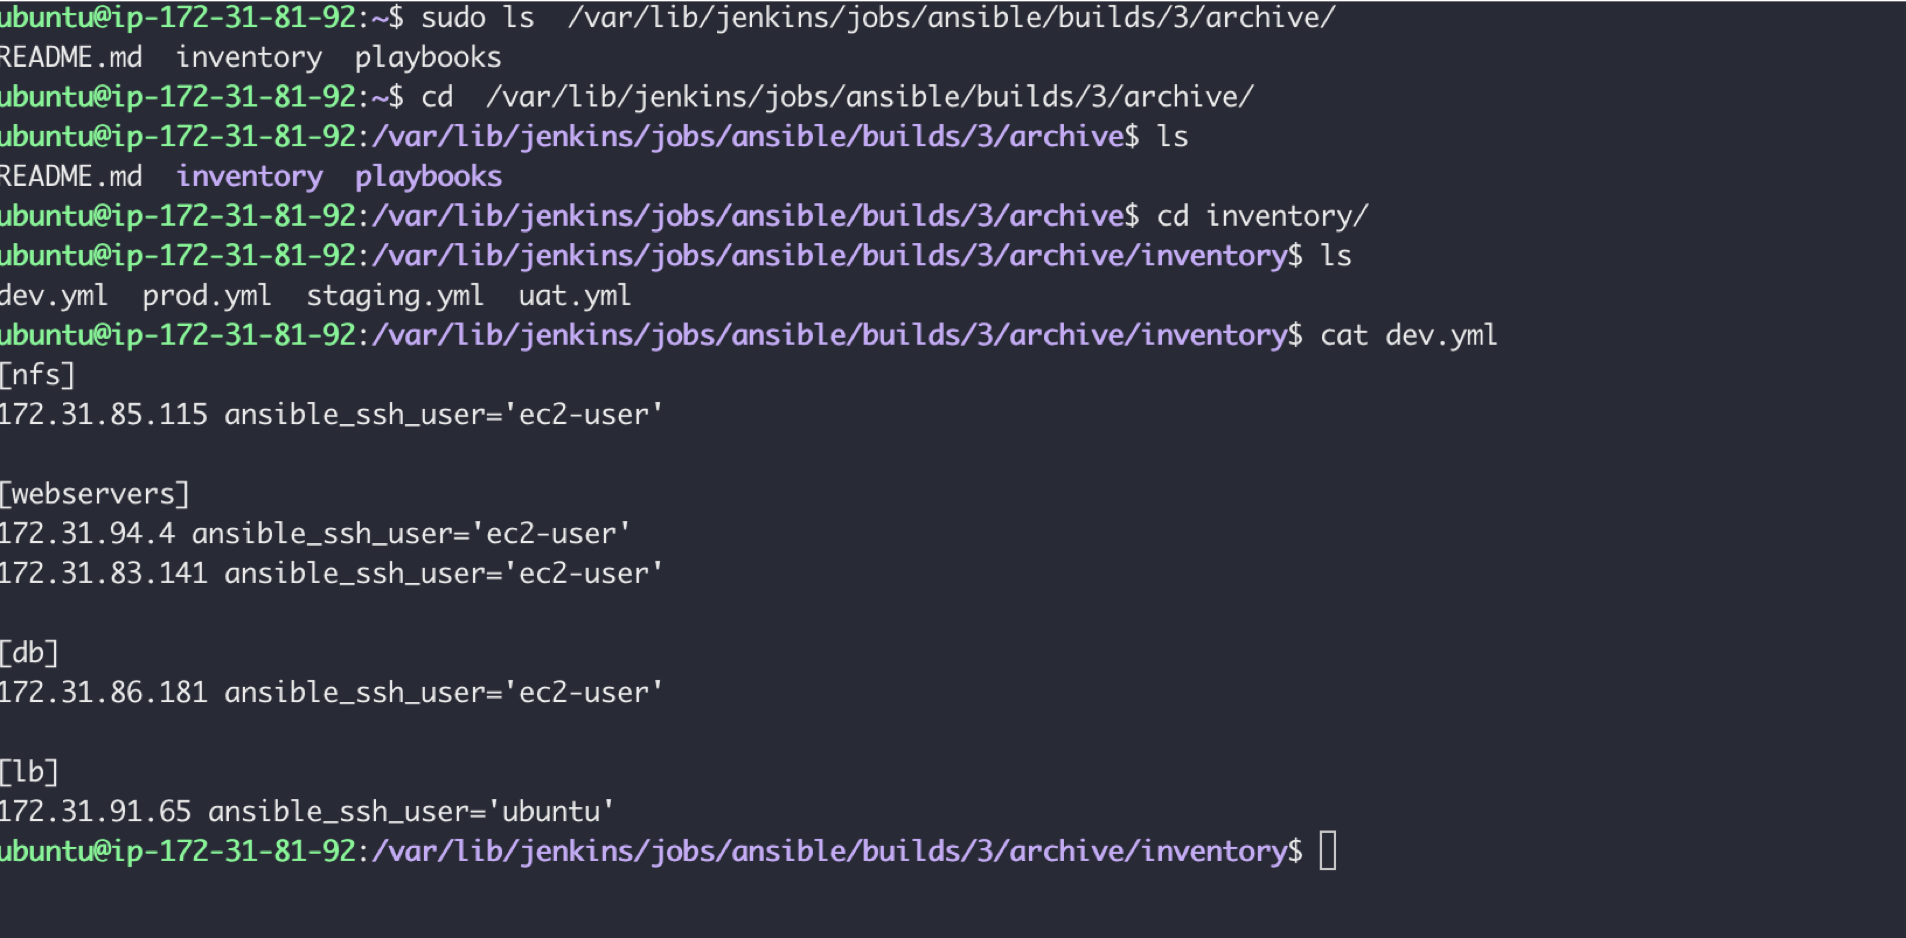 ubuntu@ip-172-31-81-92:~$ sudo ls  /var/lib/jenkins/jobs/ansible/builds/3/archive/
README.md  inventory  playbooks
ubuntu@ip-172-31-81-92:~$ cd  /var/lib/jenkins/jobs/ansible/builds/3/archive/
ubuntu@ip-172-31-81-92:/var/lib/jenkins/jobs/ansible/builds/3/archive$ ls
README.md  inventory  playbooks
ubuntu@ip-172-31-81-92:/var/lib/jenkins/jobs/ansible/builds/3/archive$ cd inventory/
ubuntu@ip-172-31-81-92:/var/lib/jenkins/jobs/ansible/builds/3/archive/inventory$ ls
dev.yml  prod.yml  staging.yml  uat.yml
ubuntu@ip-172-31-81-92:/var/lib/jenkins/jobs/ansible/builds/3/archive/inventory$ cat dev.yml
[nfs]
172.31.85.115 ansible_ssh_user='ec2-user'
[webservers]
172.31.94.4 ansible_ssh_user='ec2-user'
172.31.83.141 ansible_ssh_user='ec2-user'
[db]
172.31.86.181 ansible_ssh_user='ec2-user'
[lb]
172.31.91.65 ansible_ssh_user='ubuntu'
ubuntu@ip-172-31-81-92:/var/lib/jenkins/jobs/ansible/builds/3/archive/inventory$